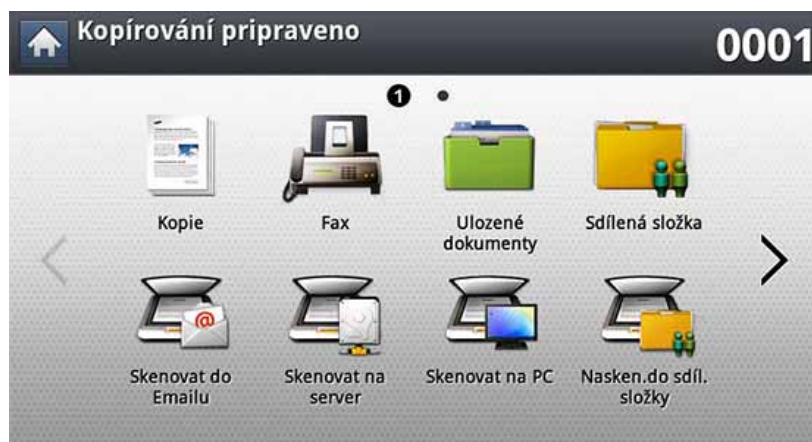 Kopírování pripraveno
0001
1
Kopie
Fax
Ulozené
dokumenty
Sdílená složka
@
Skenovat do
Emailu
Skenovat na
server
Skenovat na PC
Nasken.do sdíl.
složky